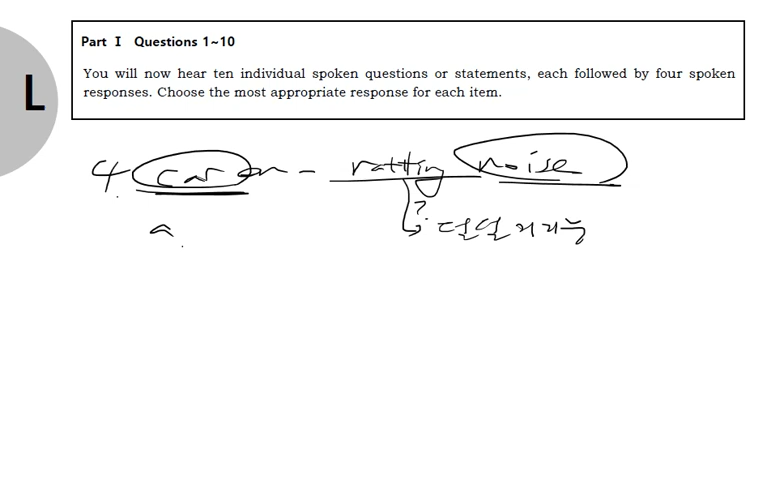 Part I Questions 1~10
L
You will now hear ten individual spoken questions or statements, each followed by four spoken
responses. Choose the most appropriate response for each item.
4. car - noise
? 덜덜거리는